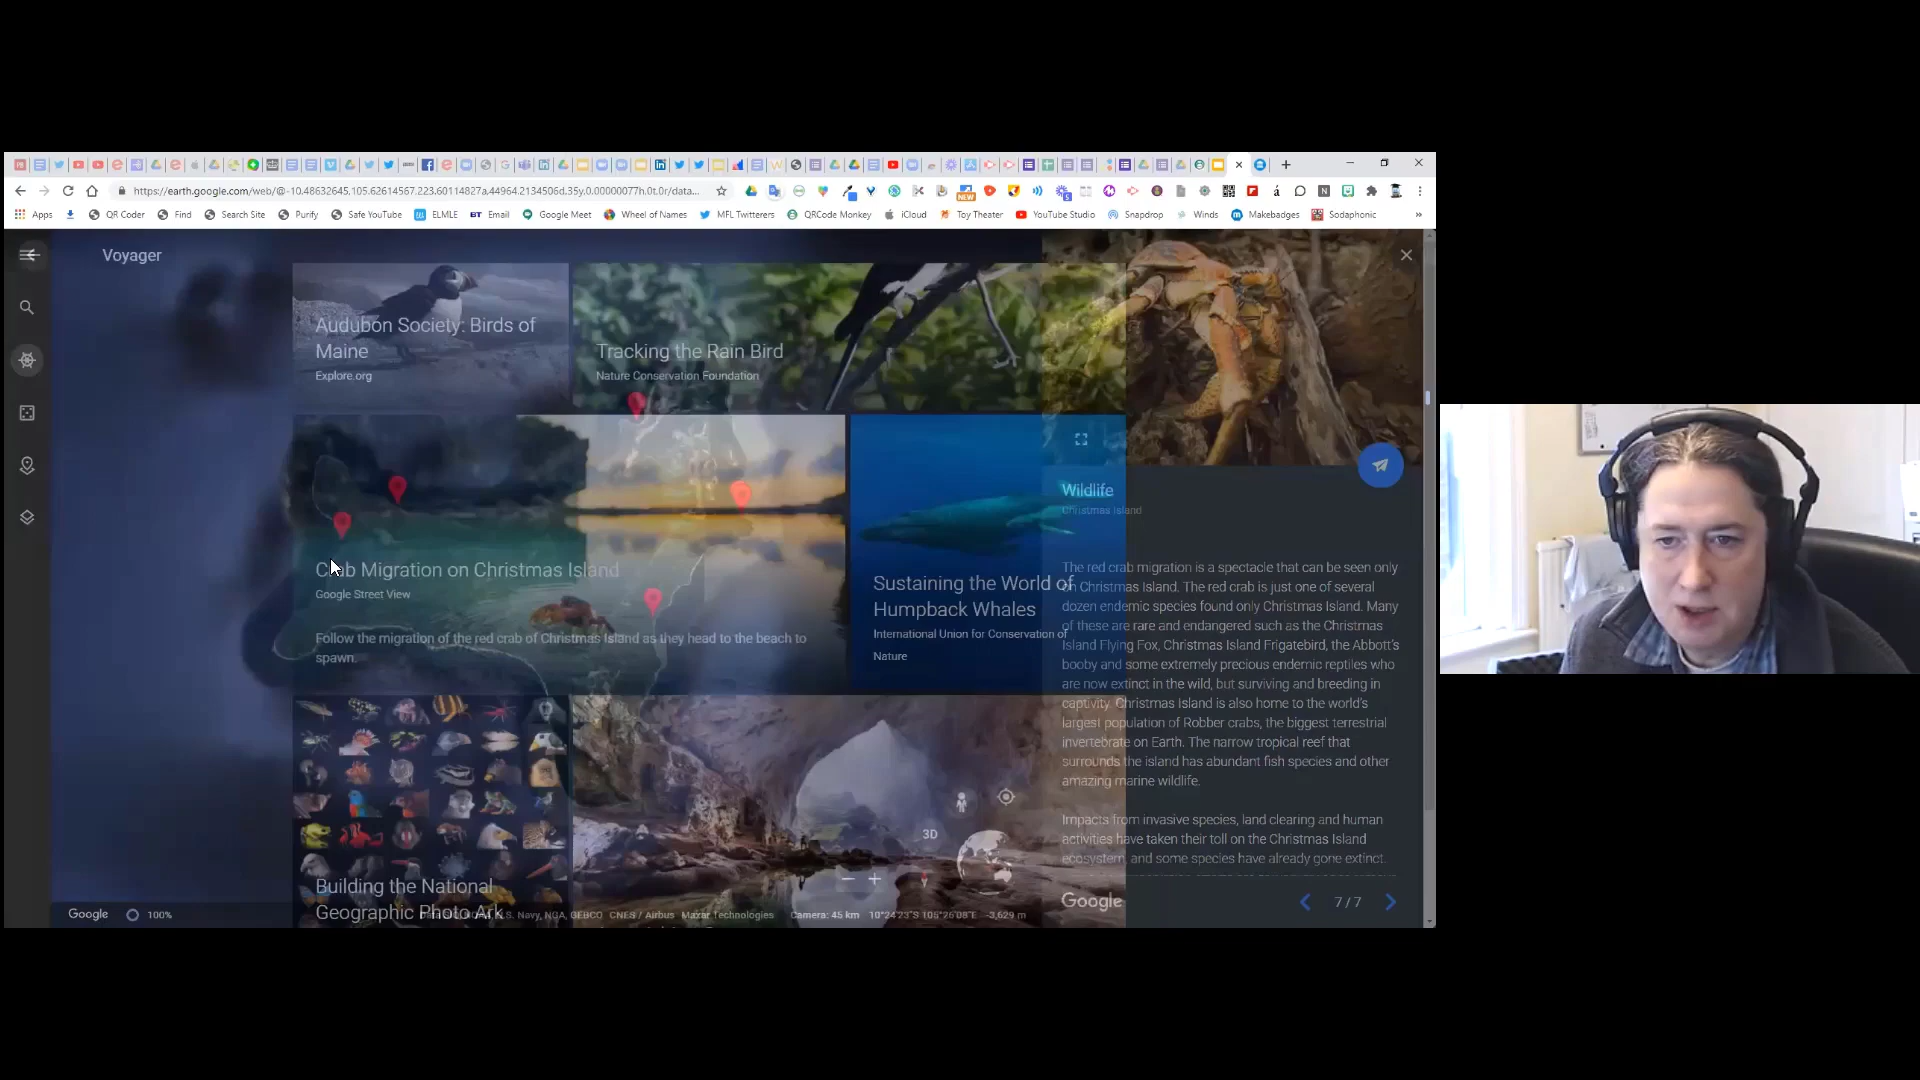 https://earth.google.com/web/@-10.48632645,105.62614567,223.60114827a,44964.2134506d,35y,0.00000077h,0t,0r/data...
Apps QR Coder Find Search Site Purify Safe YouTube ELMLE BT Email Google Meet Wheel of Names MFL Twitterers QRCode Monkey iCloud Toy Theater YouTube Studio Snapdrop Winds Makebadges Sodaphonic »
Voyager
Audubon Society: Birds of
Maine
Explore.org
Tracking the Rain Bird
Nature Conservation Foundation
Crab Migration on Christmas Island
Google Street View
Follow the migration of the red crab of Christmas Island as they head to the beach to
spawn.
Sustaining the World of
Humpback Whales
International Union for Conservation of
Nature
Building the National
Geographic Photo Ark
Wildlife
Christmas Island
The red crab migration is a spectacle that can be seen only
on Christmas Island. The red crab is just one of several
dozen endemic species found only Christmas Island. Many
of these are rare and endangered such as the Christmas
Island Flying Fox, Christmas Island Frigatebird, the Abbott's
booby and some extremely precious endemic reptiles who
are now extinct in the wild, but surviving and breeding in
captivity. Christmas Island is also home to the world's
largest population of Robber crabs, the biggest terrestrial
invertebrate on Earth. The narrow tropical reef that
surrounds the island has abundant fish species and other
amazing marine wildlife.
Impacts from invasive species, land clearing and human
activities have taken their toll on the Christmas Island
ecosystem, and some species have already gone extinct.
3D
Google
7 / 7
Google 100%
U.S. Navy, NGA, GEBCO CNES / Airbus Maxar Technologies Camera: 45 km 10°24'23"S 105°26'08"E -3,629 m